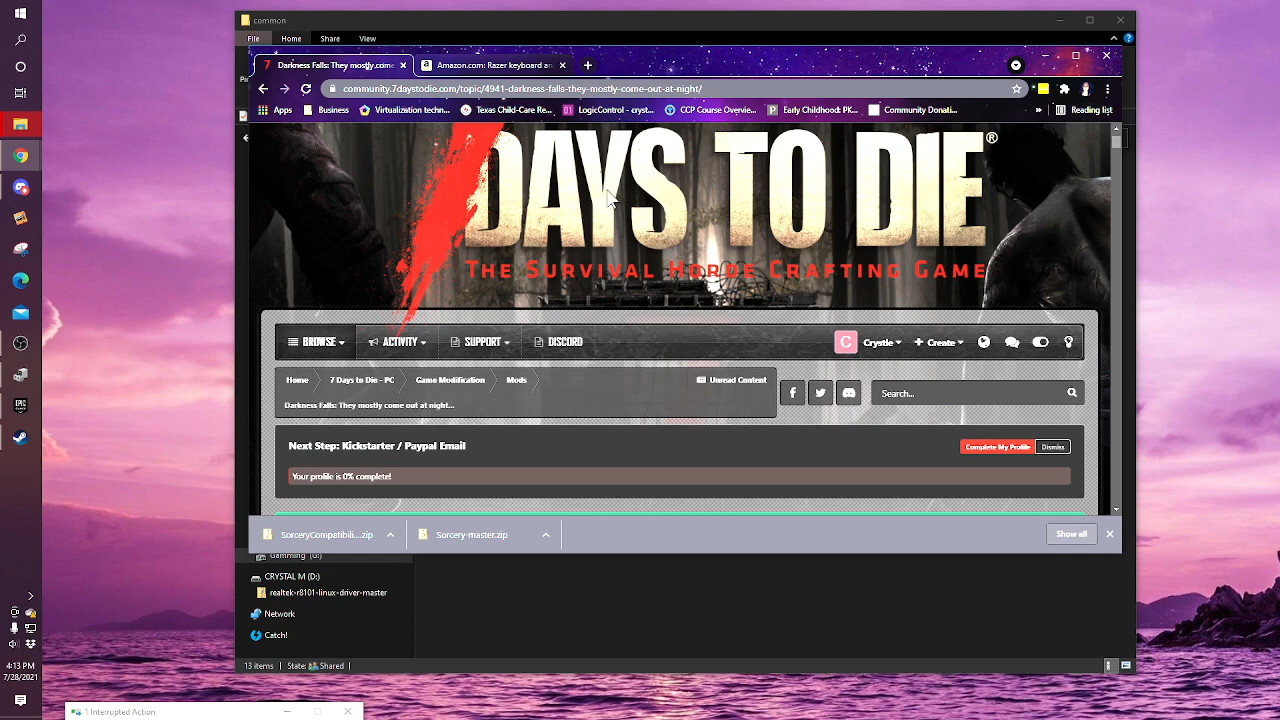 common
File Home Share View
7 Darkness Falls: They mostly come
Amazon.com: Razer keyboard an
community.7daystodie.com/topic/4941-darkness-falls-they-mostly-come-out-at-night/
Apps Business Virtualization techn... Texas Child-Care Re... LogicControl - cryst... CCP Course Overvie... Early Childhood: PK... Community Donati... » Reading list
7 DAYS TO DIE®
THE SURVIVAL HORDE CRAFTING GAME
BROWSE ACTIVITY SUPPORT DISCORD C Crystle + Create
Home 7 Days to Die - PC Game Modification Mods Unread Content
Search...
Darkness Falls: They mostly come out at night...
Next Step: Kickstarter / Paypal Email
Complete My Profile Dismiss
Your profile is 0% complete!
SorceryCompatibili....zip
Sorcery-master.zip
Show all
Gamming (G:)
CRYSTAL M (D:)
realtek-r8101-linux-driver-master
Network
Catch!
13 items State: Shared
EPIC GAMES
4:13 PM
7/28/2021
1 Interrupted Action